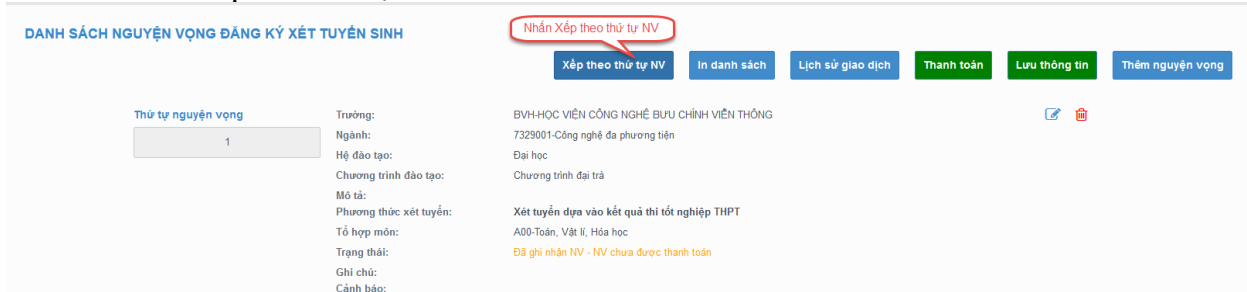 DANH SÁCH NGUYỆN VỌNG ĐĂNG KÝ XÉT TUYỂN SINH
Nhấn Xếp theo thứ tự NV
Xếp theo thứ tự NV In danh sách Lịch sử giao dịch Thanh toán Lưu thông tin Thêm nguyện vọng
Thứ tự nguyện vọng
1
Trường: BVH-HỌC VIỆN CÔNG NGHỆ BƯU CHÍNH VIỄN THÔNG
Ngành: 7329001-Công nghệ đa phương tiện
Hệ đào tạo: Đại học
Chương trình đào tạo: Chương trình đại trà
Mô tả:
Phương thức xét tuyển: Xét tuyển dựa vào kết quả thi tốt nghiệp THPT
Tổ hợp môn: A00-Toán, Vật lí, Hóa học
Trạng thái: Đã ghi nhận NV - NV chưa được thanh toán
Ghi chú:
Cảnh báo: